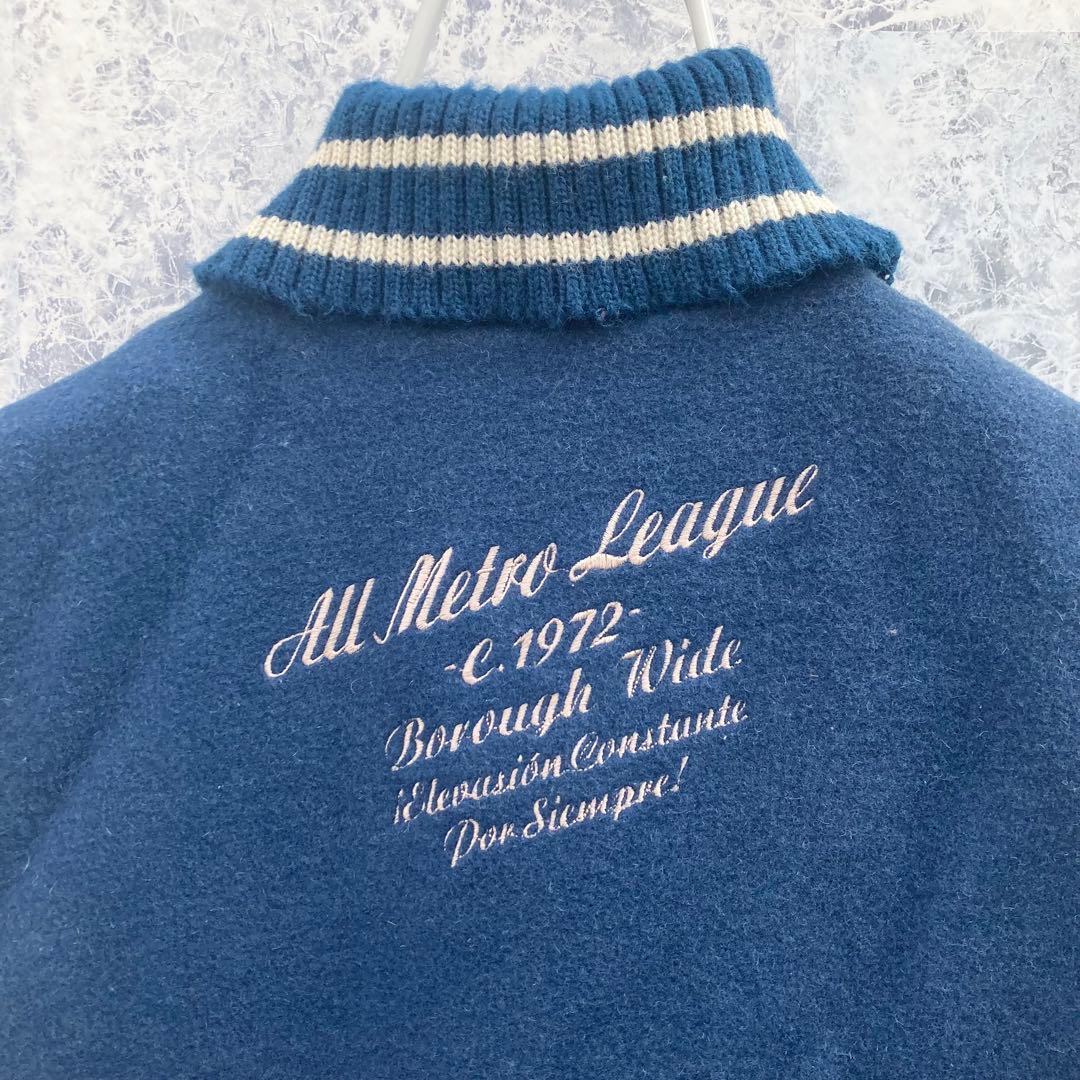 All Metro League
-C.1972-
Borough Wide
¡Elevasión Constante
Por Siempre!